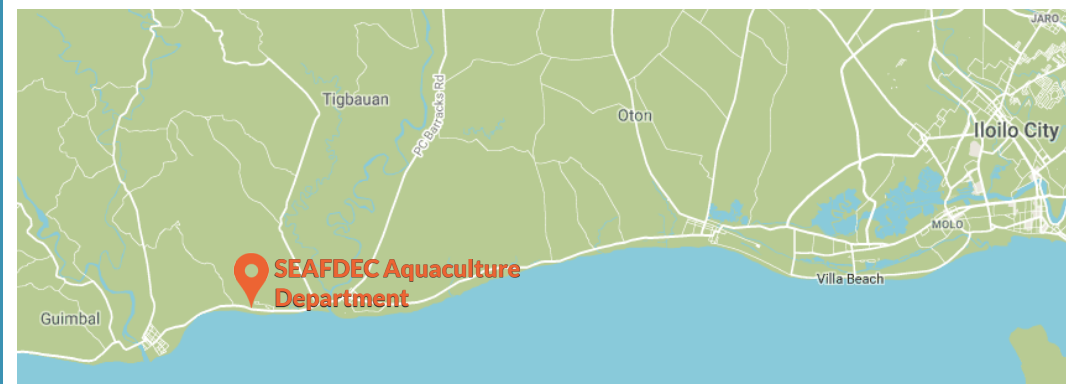 JARO
Tigbauan
PC Barracks Rd
Oton
Iloilo City
MOLO
SEAFDEC Aquaculture
Department
Villa Beach
Guimbal